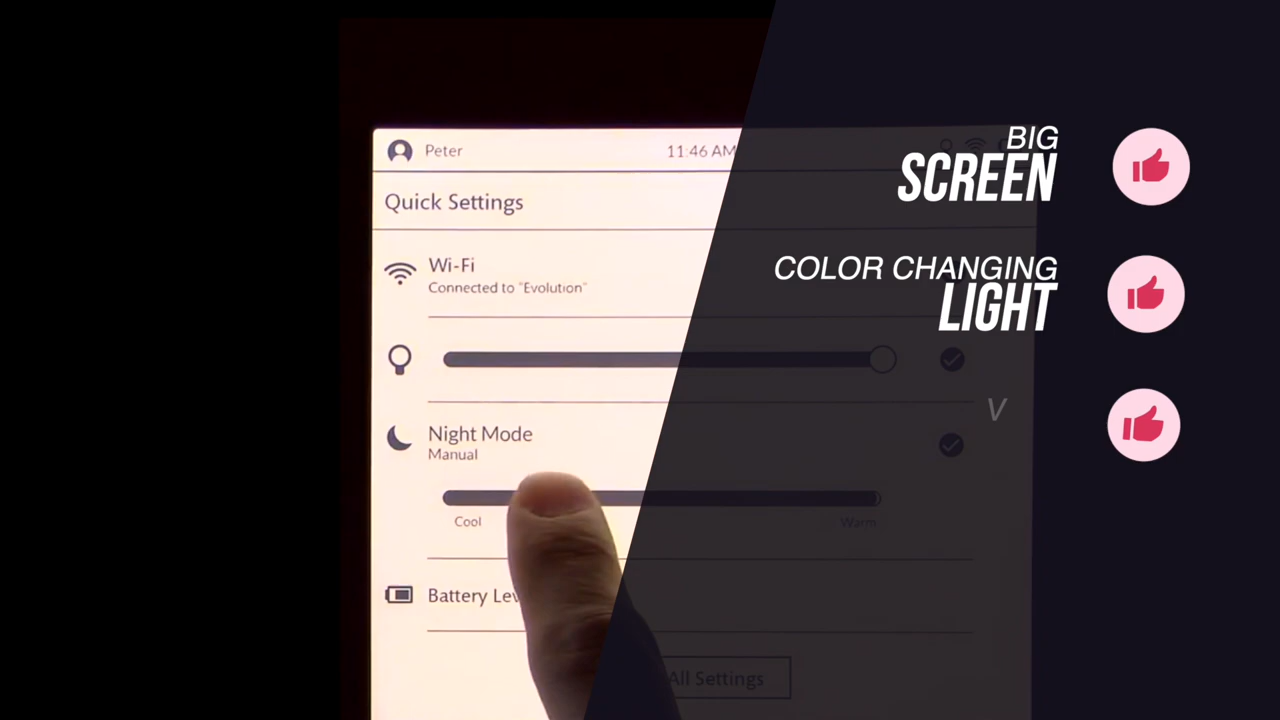 Peter 11:46 AM
Quick Settings
Wi-Fi
Connected to "Evolution"
Night Mode
Manual
Cool Warm
Battery
All Settings
BIG
SCREEN
COLOR CHANGING
LIGHT
V